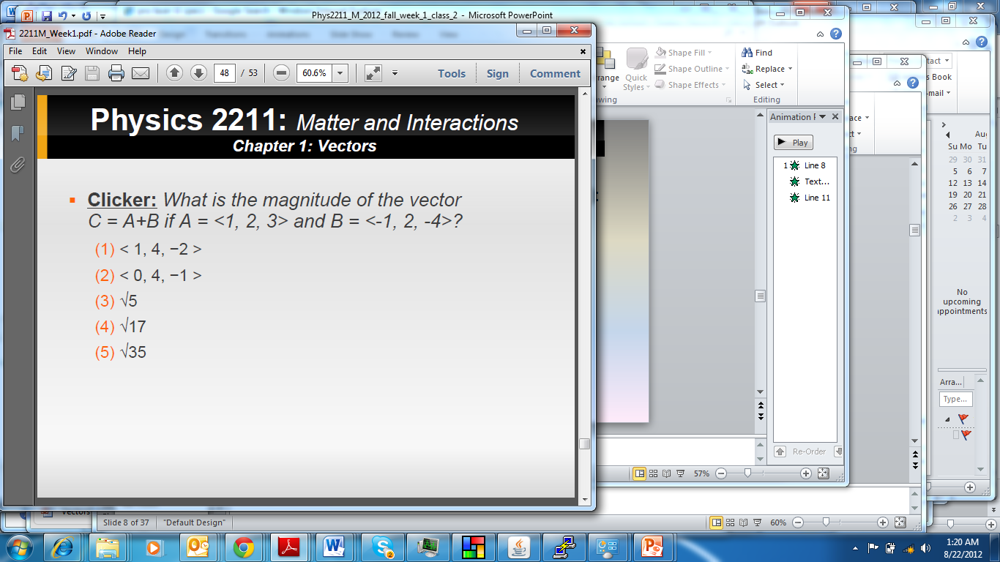 Phys2211_M_2012_fall_week_1_class_2 - Microsoft PowerPoint
2211M_Week1.pdf - Adobe Reader
File Edit View Window Help
48 / 53
60.6%
Tools Sign Comment
Physics 2211: Matter and Interactions
Chapter 1: Vectors
Clicker: What is the magnitude of the vector
C = A+B if A = <1, 2, 3> and B = <-1, 2, -4>?
(1) < 1, 4, −2 >
(2) < 0, 4, −1 >
(3) √5
(4) √17
(5) √35
Quick
Styles
Shape Fill
Shape Outline
Shape Effects
Find
Replace
Select
Editing
Animation
Play
1 Line 8
Text...
Line 11
Re-Order
57%
Book
Su Mo Tu
29 30 31
5 6 7
12 13 14
19 20 21
26 27 28
2 3 4
No
upcoming
appointments
Arra...
Type...
Slide 8 of 37 "Default Design"
60%
2
1:20 AM
8/22/2012